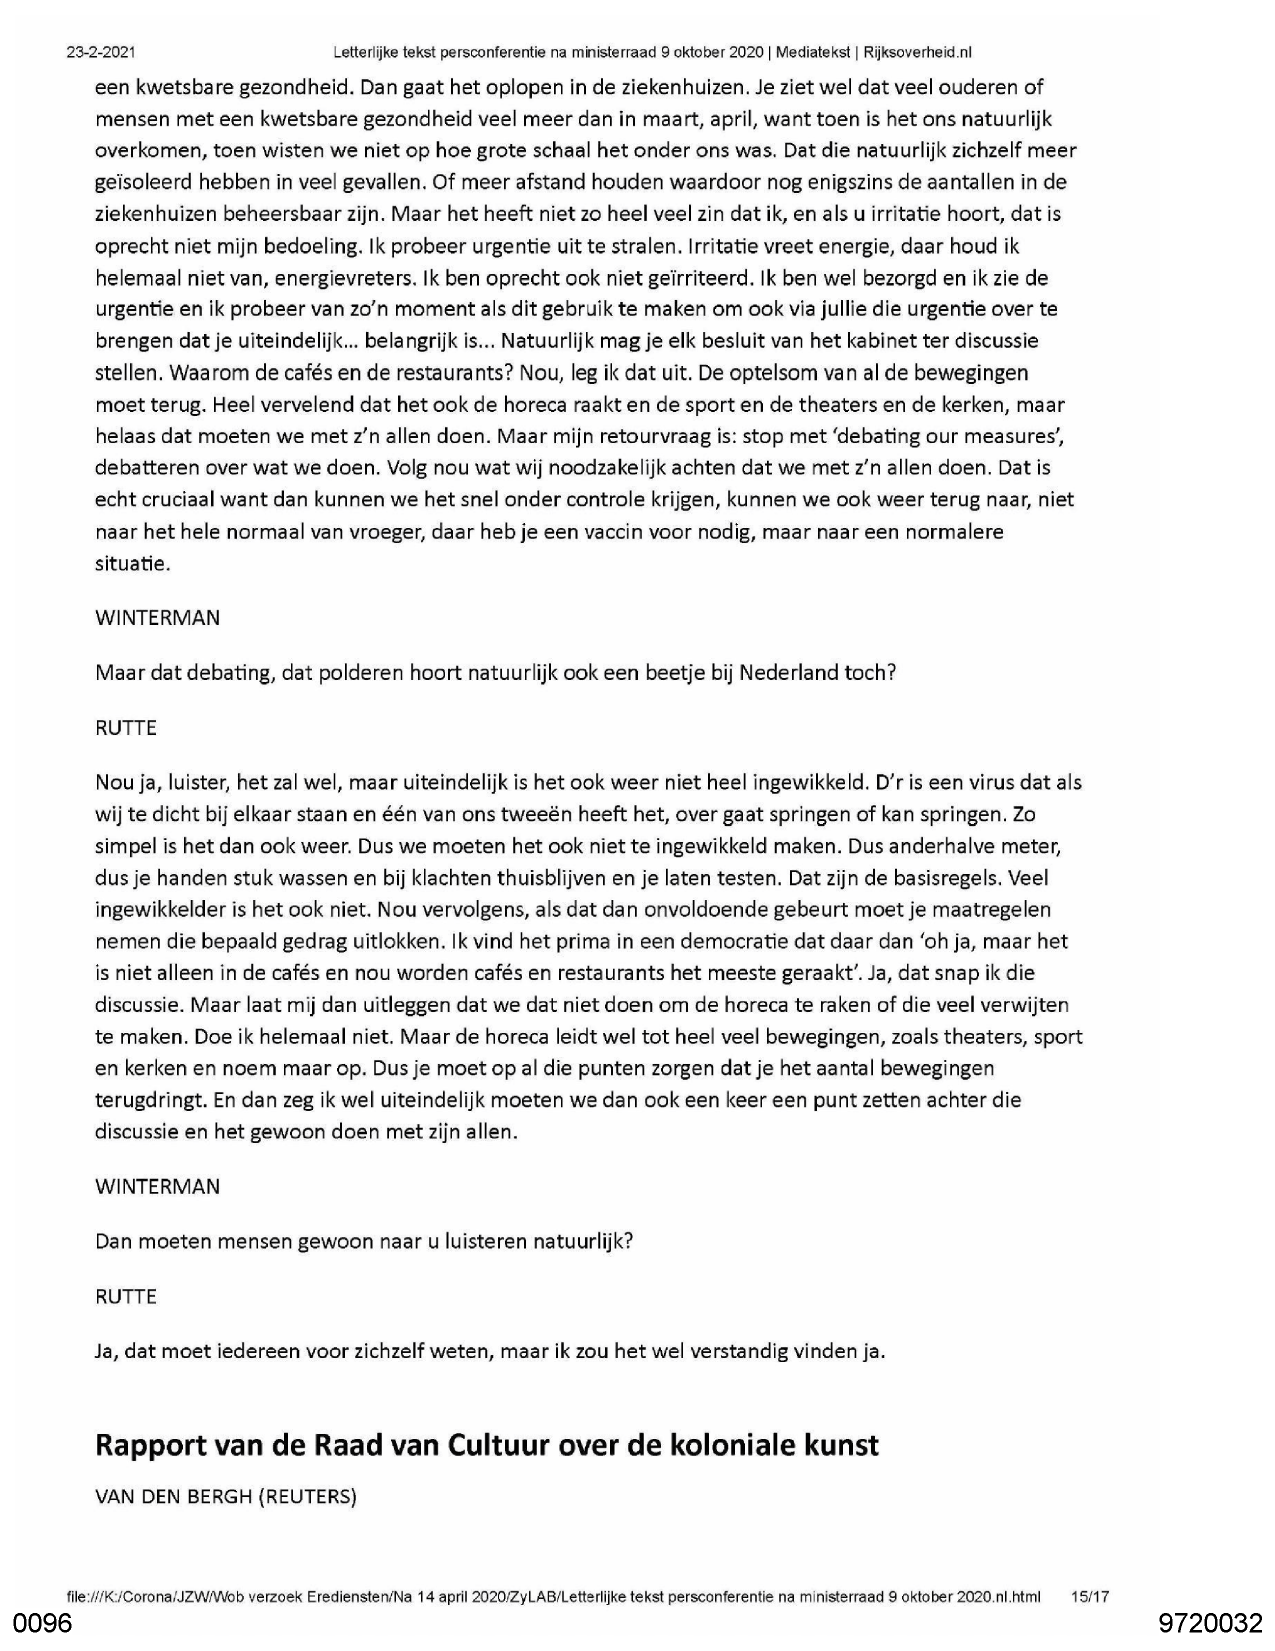 23-2-2021 Letterlijke tekst persconferentie na ministerraad 9 oktober 2020 | Mediatekst | Rijksoverheid.nl
een kwetsbare gezondheid. Dan gaat het oplopen in de ziekenhuizen. Je ziet wel dat veel ouderen of
mensen met een kwetsbare gezondheid veel meer dan in maart, april, want toen is het ons natuurlijk
overkomen, toen wisten we niet op hoe grote schaal het onder ons was. Dat die natuurlijk zichzelf meer
geïsoleerd hebben in veel gevallen. Of meer afstand houden waardoor nog enigszins de aantallen in de
ziekenhuizen beheersbaar zijn. Maar het heeft niet zo heel veel zin dat ik, en als u irritatie hoort, dat is
oprecht niet mijn bedoeling. Ik probeer urgentie uit te stralen. Irritatie vreet energie, daar houd ik
helemaal niet van, energievreters. Ik ben oprecht ook niet geïrriteerd. Ik ben wel bezorgd en ik zie de
urgentie en ik probeer van zo'n moment als dit gebruik te maken om ook via jullie die urgentie over te
brengen dat je uiteindelijk... belangrijk is... Natuurlijk mag je elk besluit van het kabinet ter discussie
stellen. Waarom de cafés en de restaurants? Nou, leg ik dat uit. De optelsom van al de bewegingen
moet terug. Heel vervelend dat het ook de horeca raakt en de sport en de theaters en de kerken, maar
helaas dat moeten we met z'n allen doen. Maar mijn retourvraag is: stop met 'debating our measures',
debatteren over wat we doen. Volg nou wat wij noodzakelijk achten dat we met z'n allen doen. Dat is
echt cruciaal want dan kunnen we het snel onder controle krijgen, kunnen we ook weer terug naar, niet
naar het hele normaal van vroeger, daar heb je een vaccin voor nodig, maar naar een normalere
situatie.
WINTERMAN
Maar dat debating, dat polderen hoort natuurlijk ook een beetje bij Nederland toch?
RUTTE
Nou ja, luister, het zal wel, maar uiteindelijk is het ook weer niet heel ingewikkeld. D'r is een virus dat als
wij te dicht bij elkaar staan en één van ons tweeën heeft het, over gaat springen of kan springen. Zo
simpel is het dan ook weer. Dus we moeten het ook niet te ingewikkeld maken. Dus anderhalve meter,
dus je handen stuk wassen en bij klachten thuisblijven en je laten testen. Dat zijn de basisregels. Veel
ingewikkelder is het ook niet. Nou vervolgens, als dat dan onvoldoende gebeurt moet je maatregelen
nemen die bepaald gedrag uitlokken. Ik vind het prima in een democratie dat daar dan 'oh ja, maar het
is niet alleen in de cafés en nou worden cafés en restaurants het meeste geraakt'. Ja, dat snap ik die
discussie. Maar laat mij dan uitleggen dat we dat niet doen om de horeca te raken of die veel verwijten
te maken. Doe ik helemaal niet. Maar de horeca leidt wel tot heel veel bewegingen, zoals theaters, sport
en kerken en noem maar op. Dus je moet op al die punten zorgen dat je het aantal bewegingen
terugdringt. En dan zeg ik wel uiteindelijk moeten we dan ook een keer een punt zetten achter die
discussie en het gewoon doen met zijn allen.
WINTERMAN
Dan moeten mensen gewoon naar u luisteren natuurlijk?
RUTTE
Ja, dat moet iedereen voor zichzelf weten, maar ik zou het wel verstandig vinden ja.
Rapport van de Raad van Cultuur over de koloniale kunst
VAN DEN BERGH (REUTERS)
file:///K:/Corona/JZW/Wob verzoek Erediensten/Na 14 april 2020/ZyLAB/Letterlijke tekst persconferentie na ministerraad 9 oktober 2020.nl.html 15/17
0096 9720032